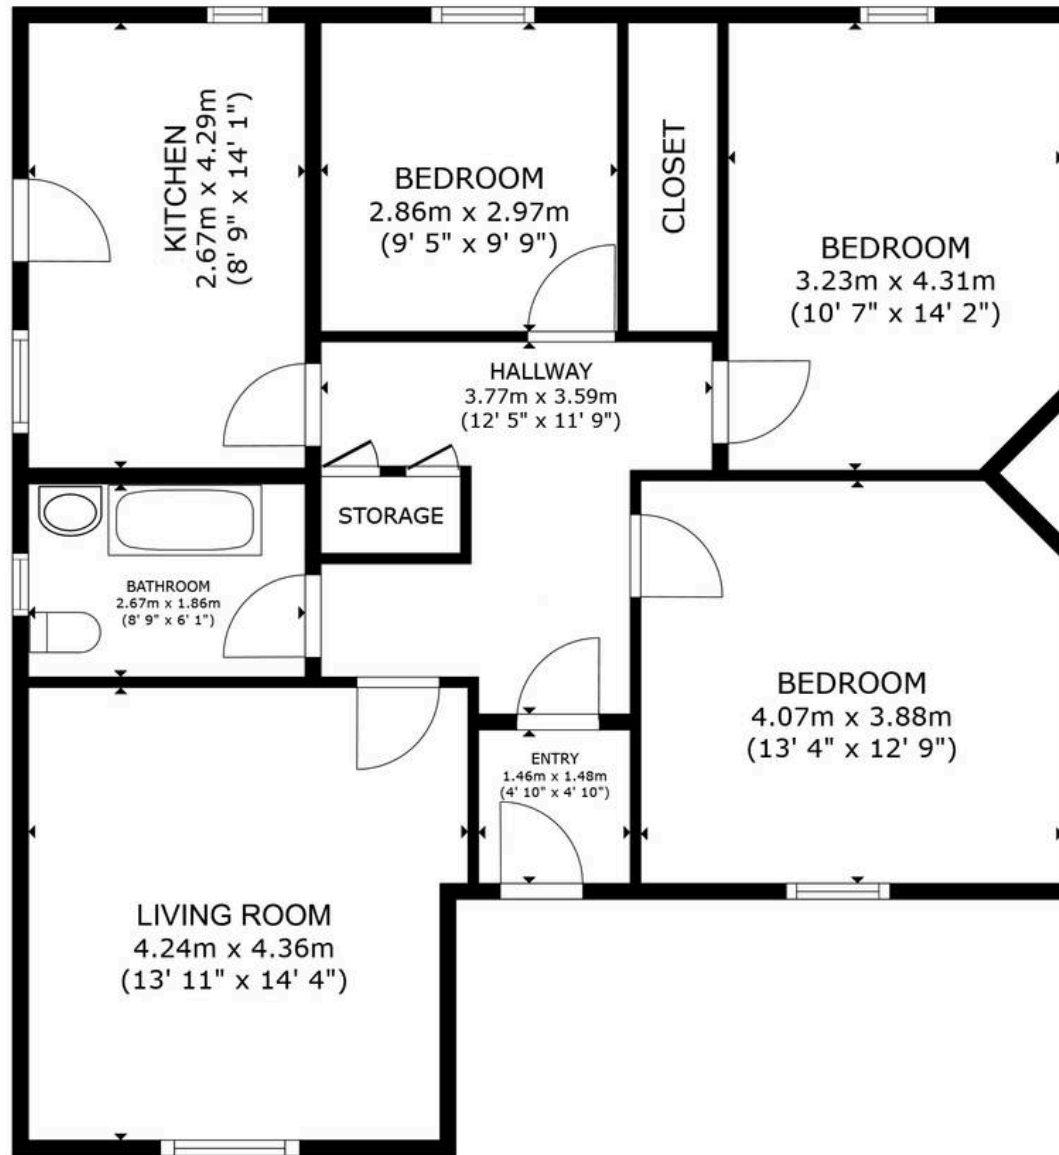 KITCHEN
2.67m x 4.29m
(8' 9" x 14' 1")
BEDROOM
2.86m x 2.97m
(9' 5" x 9' 9")
CLOSET
BEDROOM
3.23m x 4.31m
(10' 7" x 14' 2")
HALLWAY
3.77m x 3.59m
(12' 5" x 11' 9")
STORAGE
BATHROOM
2.67m x 1.86m
(8' 9" x 6' 1")
BEDROOM
4.07m x 3.88m
(13' 4" x 12' 9")
ENTRY
1.46m x 1.48m
(4' 10" x 4' 10")
LIVING ROOM
4.24m x 4.36m
(13' 11" x 14' 4")